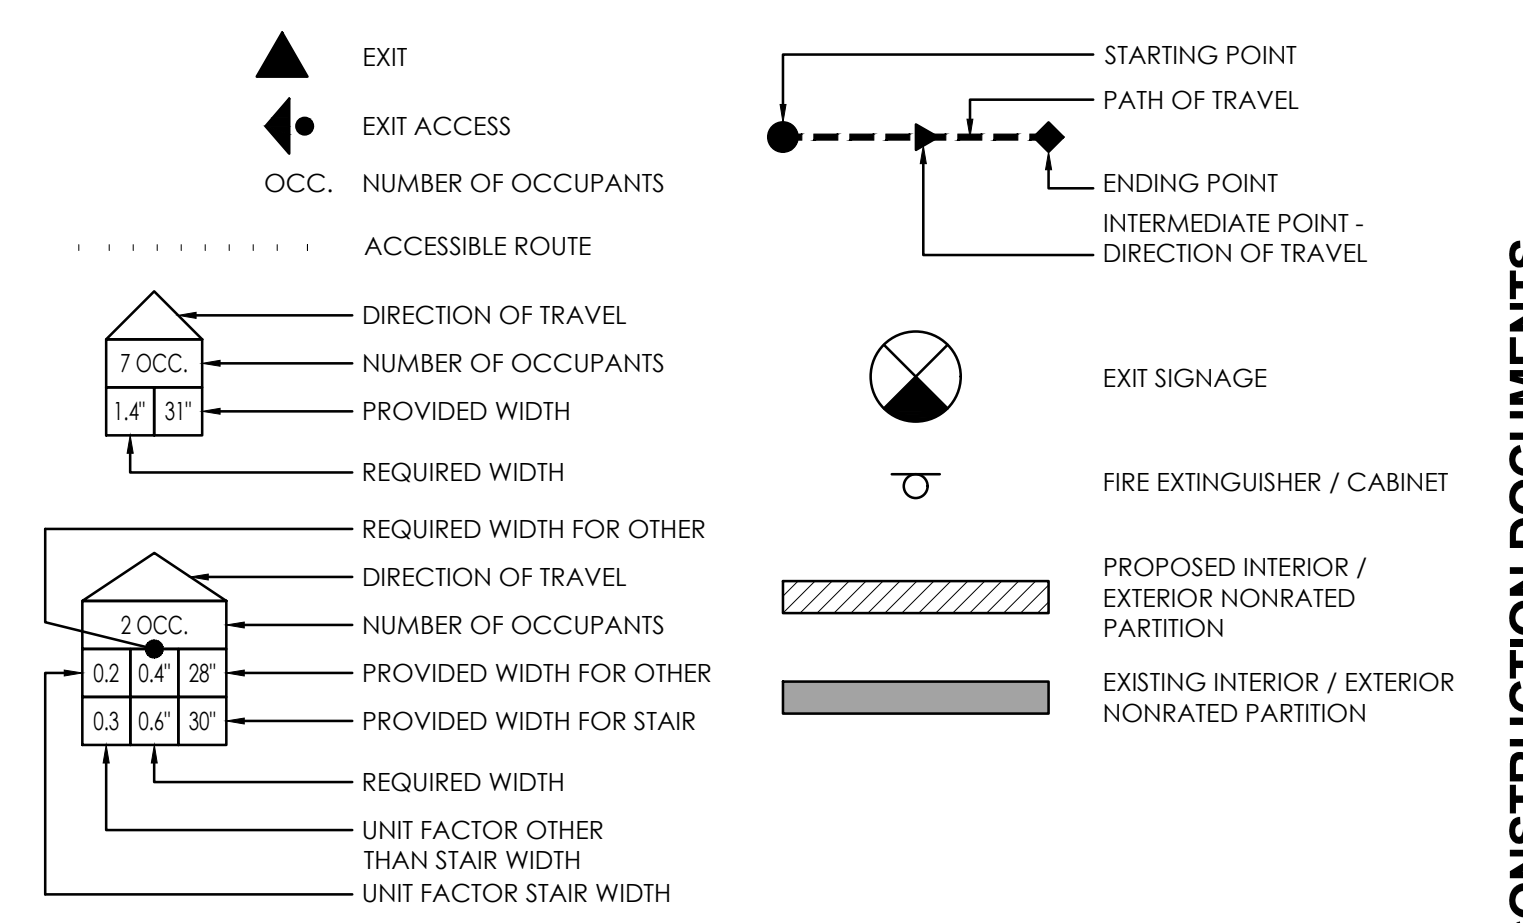 EXIT
EXIT ACCESS
OCC. NUMBER OF OCCUPANTS
ACCESSIBLE ROUTE
DIRECTION OF TRAVEL
7 OCC.
NUMBER OF OCCUPANTS
1.4" 31"
PROVIDED WIDTH
REQUIRED WIDTH
REQUIRED WIDTH FOR OTHER
DIRECTION OF TRAVEL
2 OCC.
NUMBER OF OCCUPANTS
0.2 0.4" 28"
PROVIDED WIDTH FOR OTHER
0.3 0.6" 30"
PROVIDED WIDTH FOR STAIR
REQUIRED WIDTH
UNIT FACTOR OTHER
THAN STAIR WIDTH
UNIT FACTOR STAIR WIDTH
STARTING POINT
PATH OF TRAVEL
ENDING POINT
INTERMEDIATE POINT -
DIRECTION OF TRAVEL
EXIT SIGNAGE
FIRE EXTINGUISHER / CABINET
PROPOSED INTERIOR /
EXTERIOR NONRATED
PARTITION
EXISTING INTERIOR / EXTERIOR
NONRATED PARTITION
ONSTRUCTION DOCUMENTS